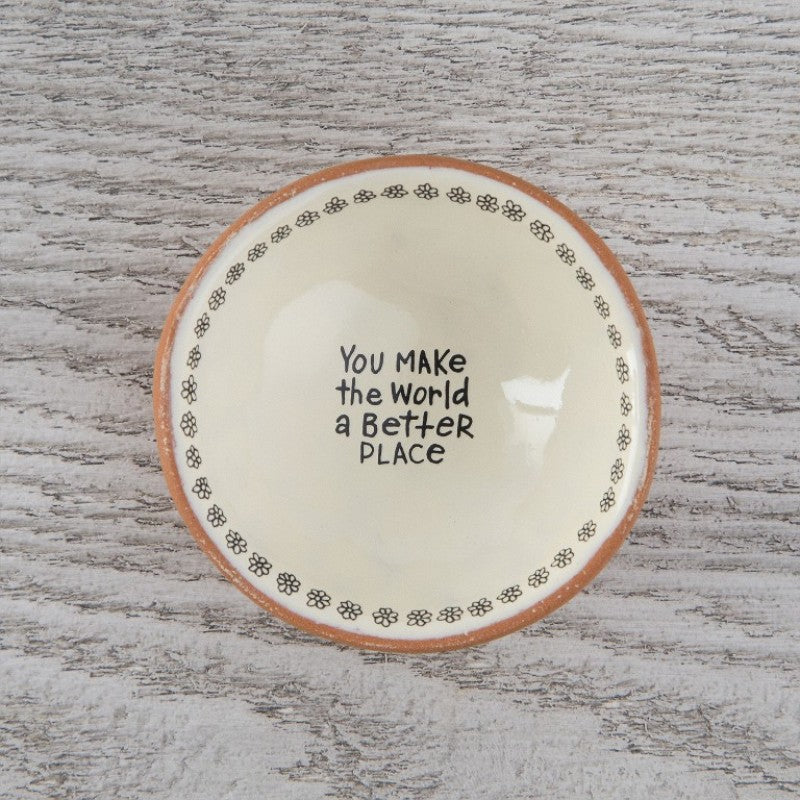 You MAKe
the World
a BetteR
PLACe